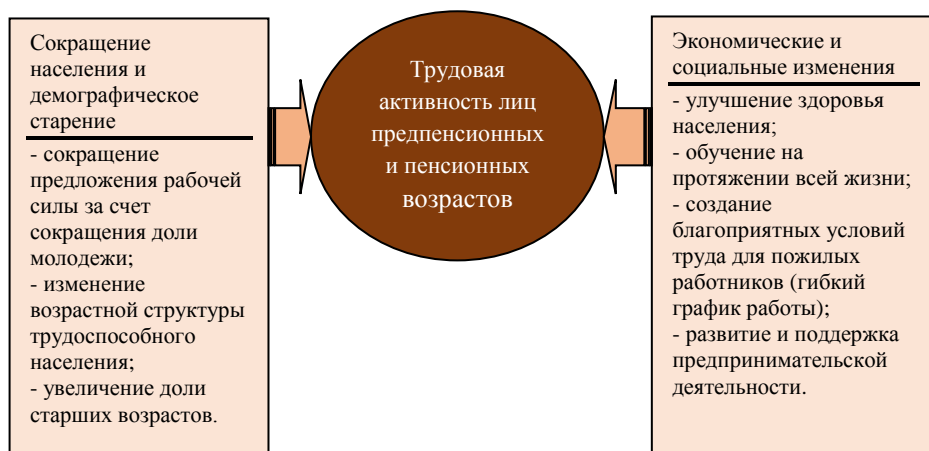 Сокращение
населения и
демографическое
старение
- сокращение
предложения рабочей
силы за счет
сокращения доли
молодежи;
- изменение
возрастной структуры
трудоспособного
населения;
- увеличение доли
старших возрастов.
Трудовая
активность лиц
предпенсионных
и пенсионных
возрастов
Экономические и
социальные изменения
- улучшение здоровья
населения;
- обучение на
протяжении всей жизни;
- создание
благоприятных условий
труда для пожилых
работников (гибкий
график работы);
- развитие и поддержка
предпринимательской
деятельности.